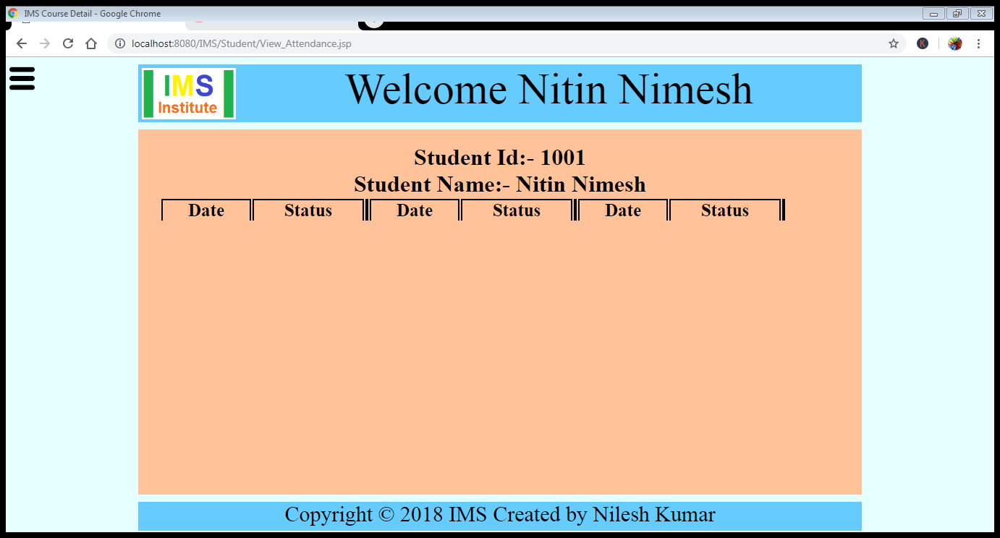 IMS Course Detail - Google Chrome
localhost:8080/IMS/Student/View_Attendance.jsp
K
IMS
Institute
Welcome Nitin Nimesh
Student Id:- 1001
Student Name:- Nitin Nimesh
Date Status Date Status Date Status
Copyright © 2018 IMS Created by Nilesh Kumar